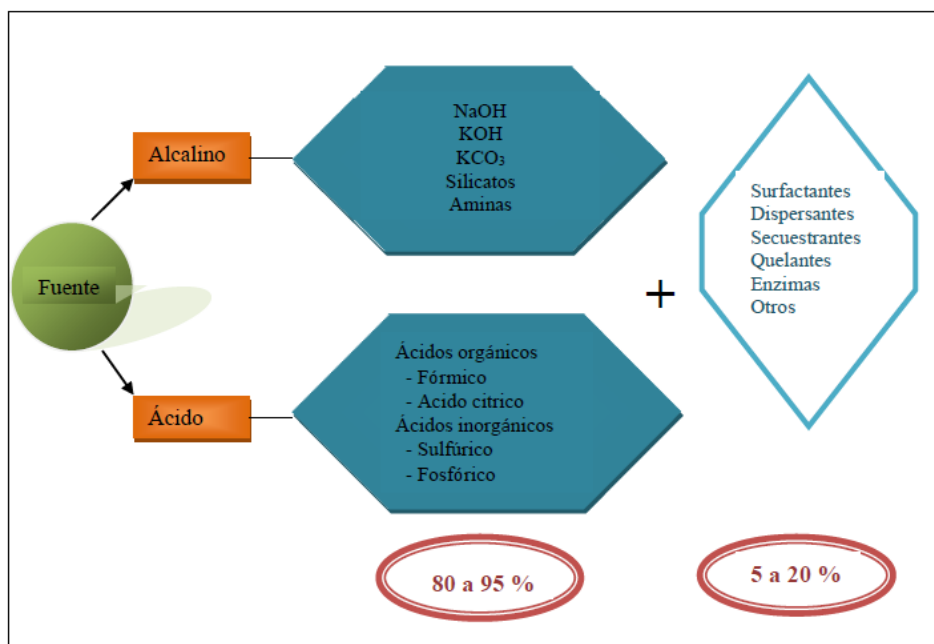 Fuente
Alcalino
NaOH
KOH
KCO₃
Silicatos
Aminas
Ácido
Ácidos orgánicos
- Fórmico
- Acido citrico
Ácidos inorgánicos
- Sulfúrico
- Fosfórico
+
Surfactantes
Dispersantes
Secuestrantes
Quelantes
Enzimas
Otros
80 a 95 %
5 a 20 %